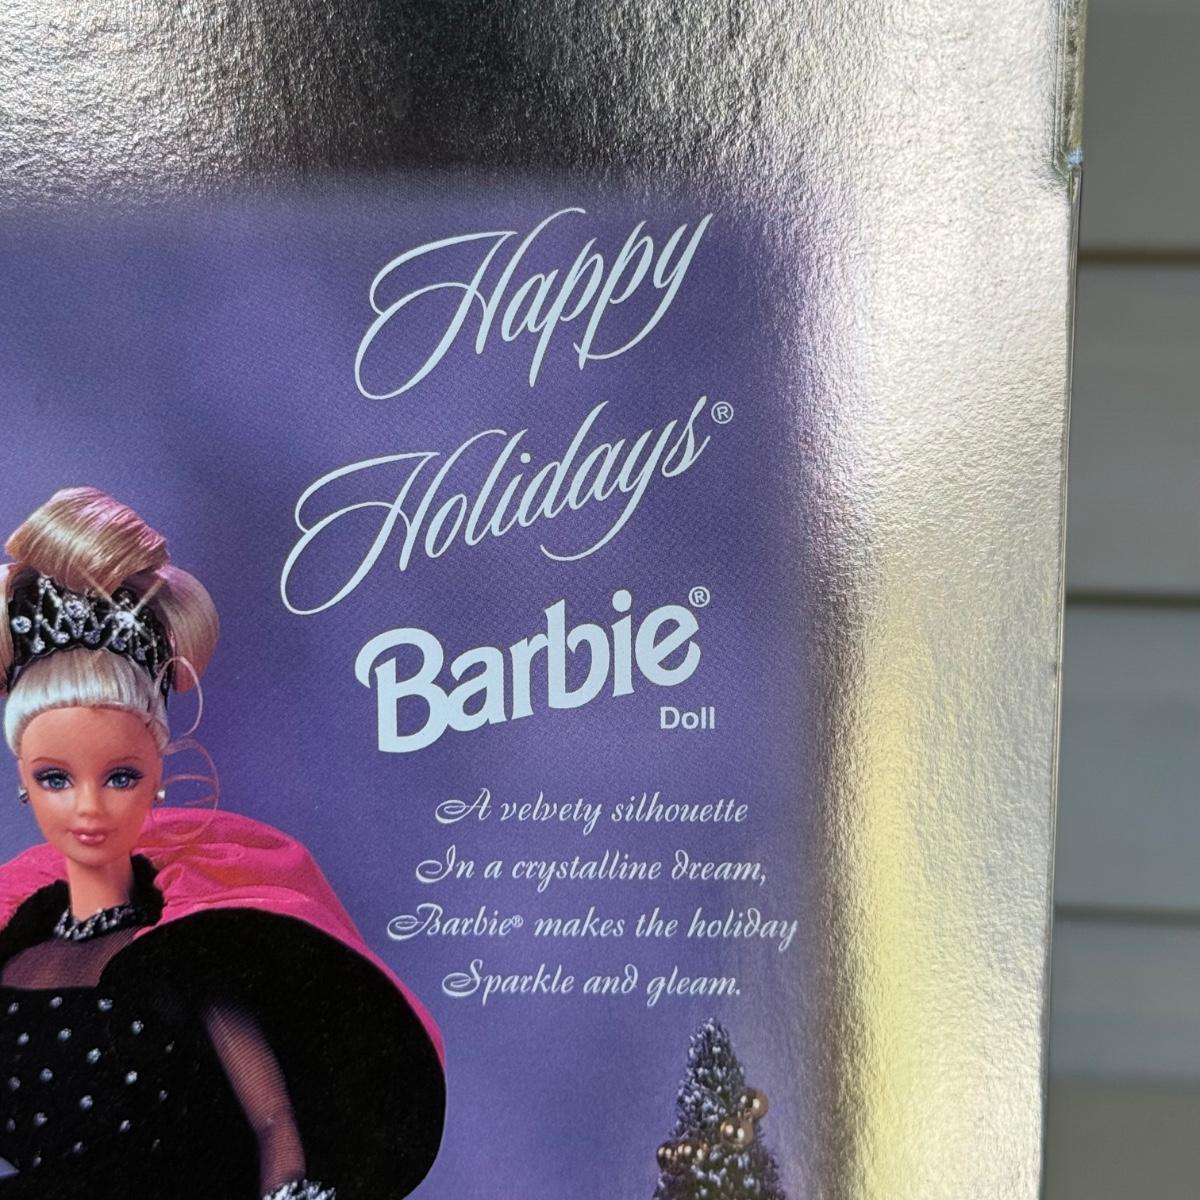 Happy
Holidays®
Barbie®
Doll
A velvety silhouette
In a crystalline dream,
Barbie® makes the holiday
Sparkle and gleam.